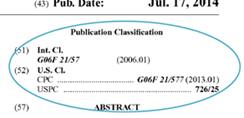 (43) Pub. Date: Jul. 17, 2014
Publication Classification
(51) Int. Cl.
G06F 21/57 (2006.01)
(52) U.S. Cl.
CPC .................................... G06F 21/577 (2013.01)
USPC .................................................... 726/25
(57) ABSTRACT